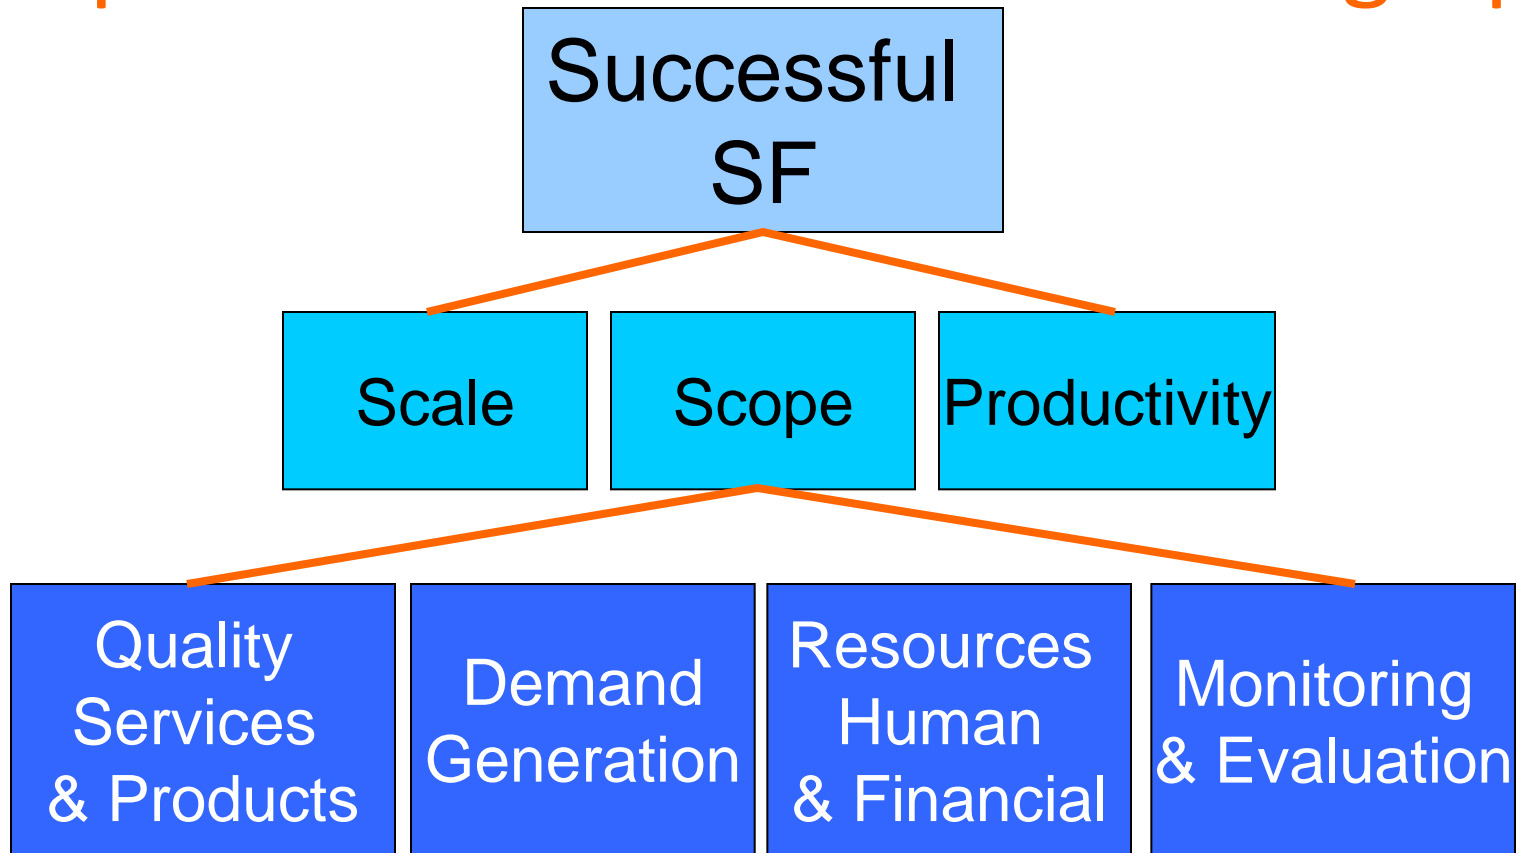 Successful
SF
Scale
Scope
Productivity
Quality
Services
& Products
Demand
Generation
Resources
Human
& Financial
Monitoring
& Evaluation